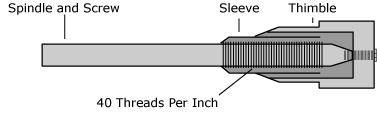 Spindle and Screw
Sleeve
Thimble
40 Threads Per Inch